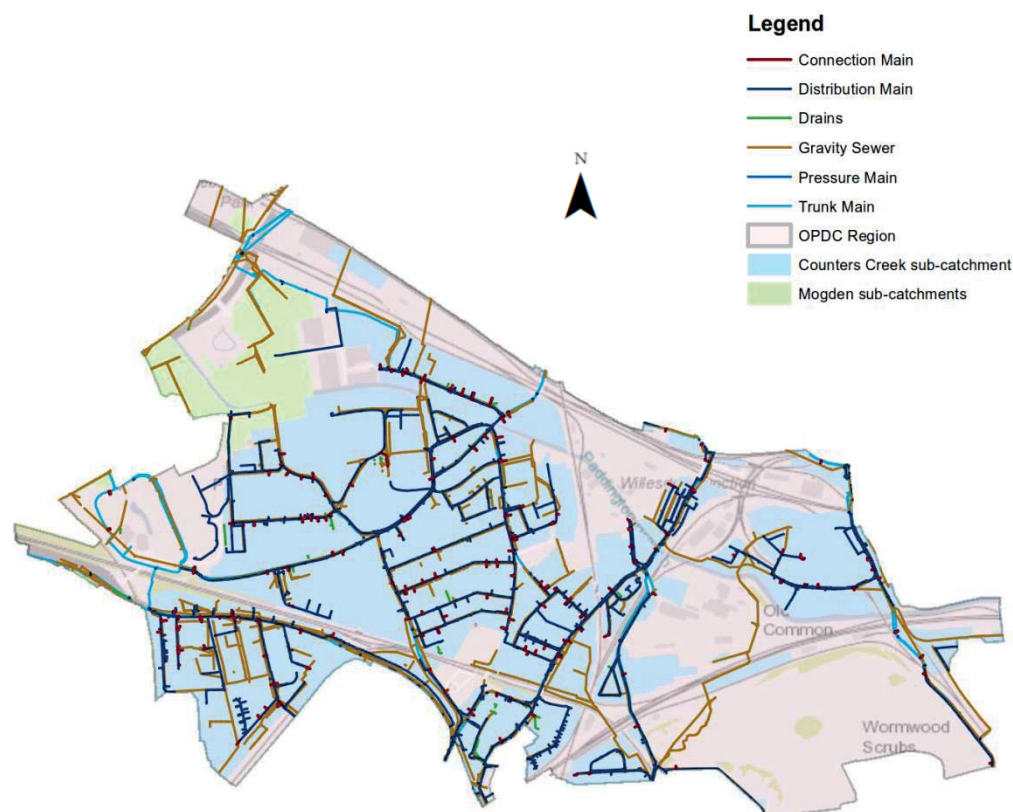 Legend
Connection Main
Distribution Main
Drains
Gravity Sewer
Pressure Main
Trunk Main
OPDC Region
Counters Creek sub-catchment
Mogden sub-catchments
N
Park
Old
Common
Wormwood
Scrubs